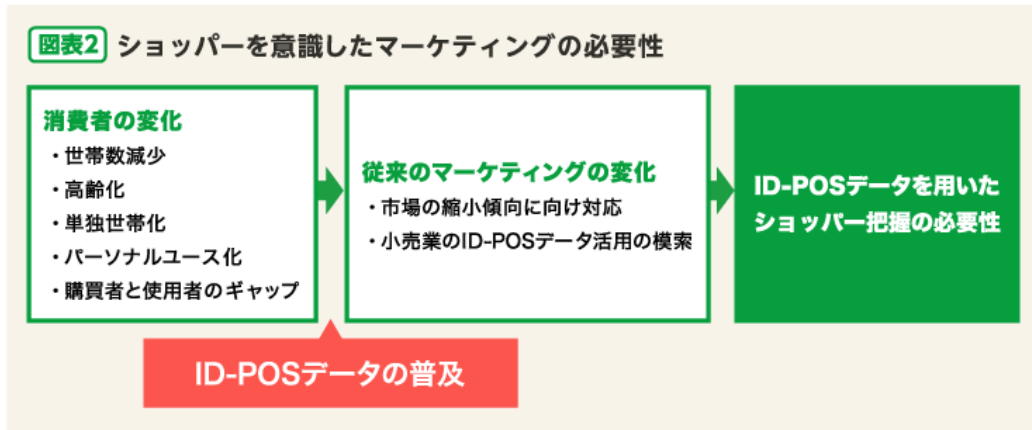 図表2 ショッパーを意識したマーケティングの必要性
消費者の変化
・世帯数減少
・高齢化
・単独世帯化
・パーソナルユース化
・購買者と使用者のギャップ
従来のマーケティングの変化
・市場の縮小傾向に向け対応
・小売業のID-POSデータ活用の模索
ID-POSデータを用いた
ショッパー把握の必要性
ID-POSデータの普及